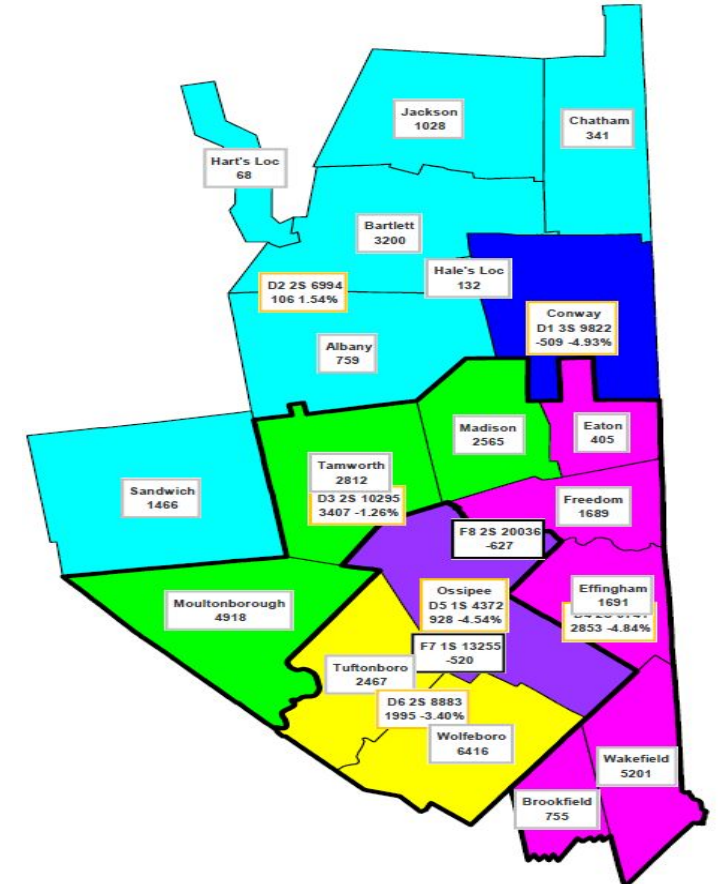 Jackson
1028
Chatham
341
Hart's Loc
68
Bartlett
3200
Hale's Loc
132
D2 2S 6994
106 1.54%
Conway
D1 3S 9822
-509 -4.93%
Albany
759
Madison
2565
Eaton
405
Tamworth
2812
D3 2S 10295
3407 -1.26%
Sandwich
1466
Freedom
1689
F8 2S 20036
-627
Moultonborough
4918
Ossipee
D5 1S 4372
928 -4.54%
Effingham
1691
2853 -4.84%
F7 1S 13255
-520
Tuftonboro
2467
D6 2S 8883
1995 -3.40%
Wolfeboro
6416
Wakefield
5201
Brookfield
755